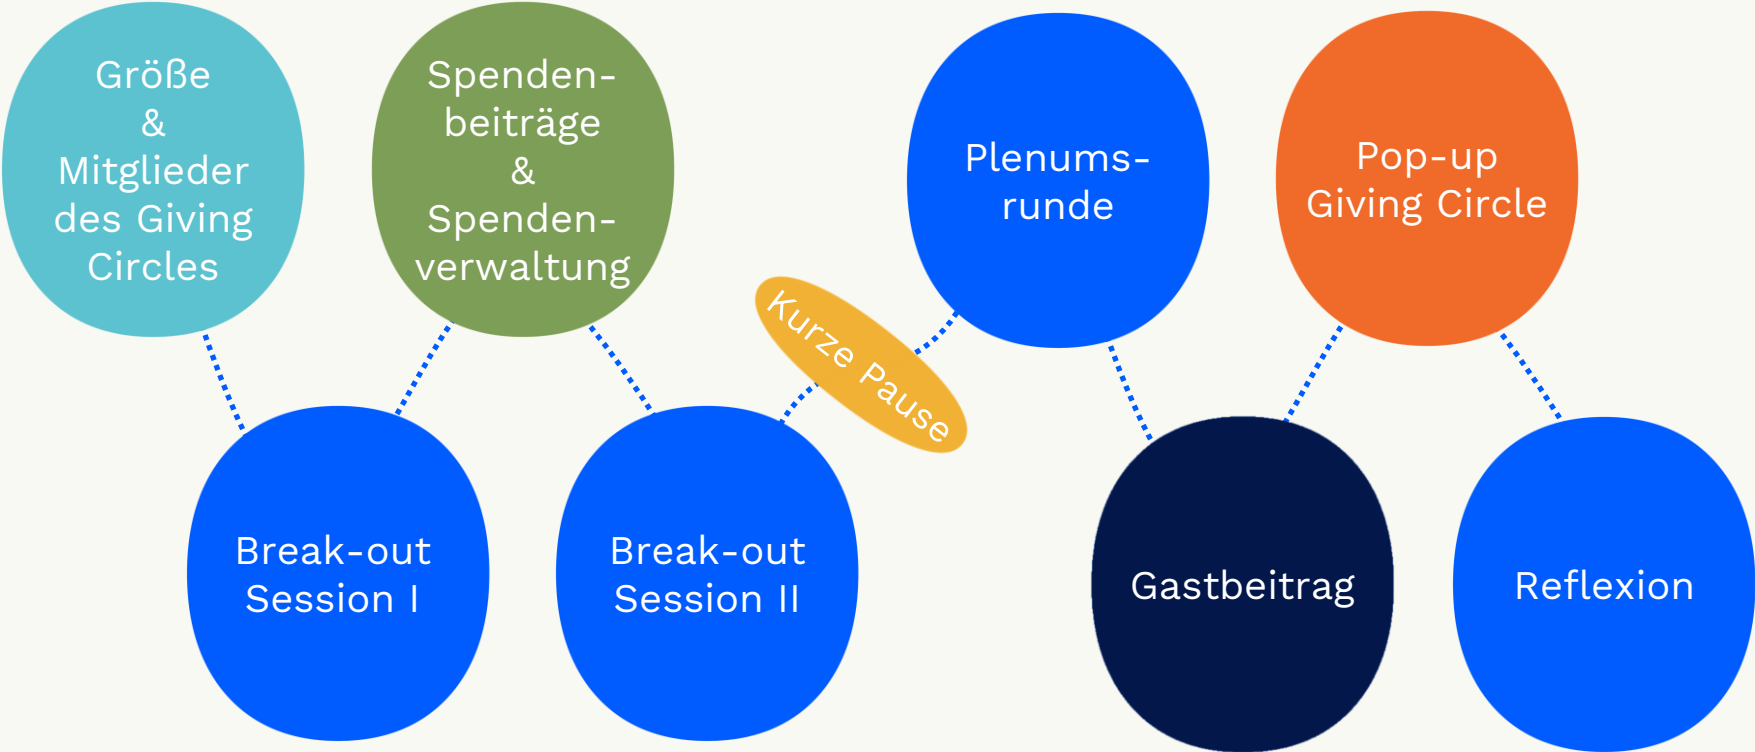 Größe
&
Mitglieder
des Giving
Circles
Break-out
Session I
Spenden-
beiträge
&
Spenden-
verwaltung
Break-out
Session II
Kurze Pause
Plenums-
runde
Gastbeitrag
Pop-up
Giving Circle
Reflexion